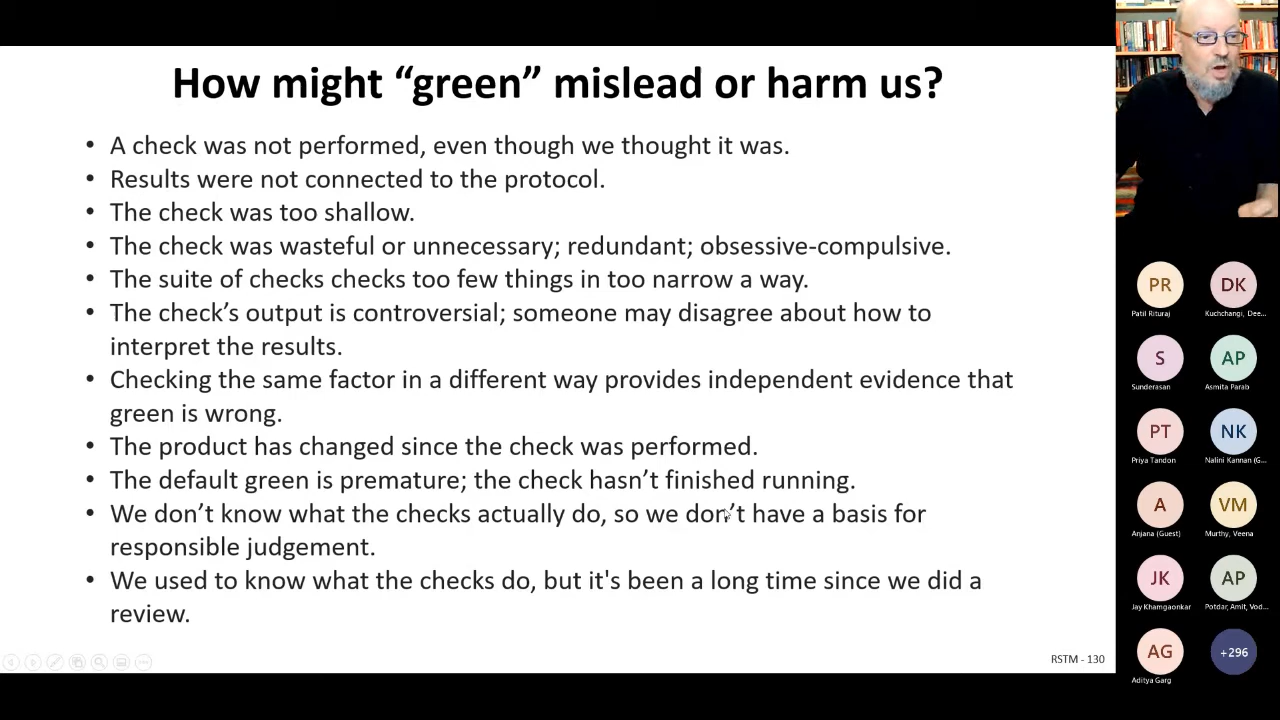 How might “green” mislead or harm us?
• A check was not performed, even though we thought it was.
• Results were not connected to the protocol.
• The check was too shallow.
• The check was wasteful or unnecessary; redundant; obsessive-compulsive.
• The suite of checks checks too few things in too narrow a way.
• The check’s output is controversial; someone may disagree about how to
interpret the results.
• Checking the same factor in a different way provides independent evidence that
green is wrong.
• The product has changed since the check was performed.
• The default green is premature; the check hasn’t finished running.
• We don’t know what the checks actually do, so we don’t have a basis for
responsible judgement.
• We used to know what the checks do, but it's been a long time since we did a
review.
RSTM - 130
PR
DK
Patil Rituraj
Kuchchangi, Dee...
S
AP
Sunderasan
Asmita Parab
PT
NK
Priya Tandon
Nalini Kannan (G...
A
VM
Anjana (Guest)
Murthy, Veena
JK
AP
Jay Khamgaonkar
Potdar, Amit, Vod...
AG
+296
Aditya Garg